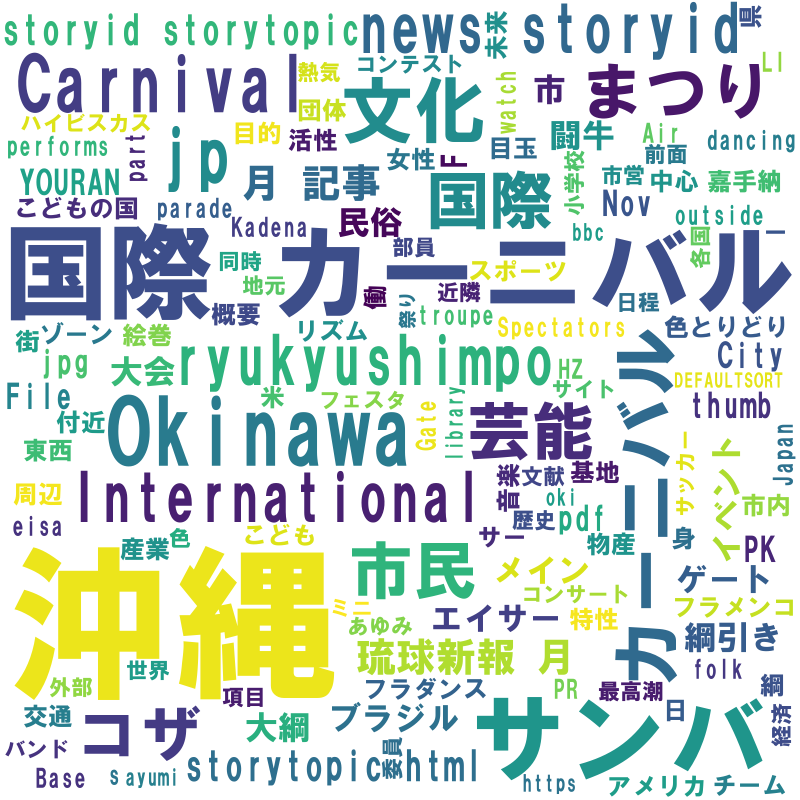 storyid storytopic news storyid 県
未来
Carnival 熱気 コンテスト 市 まつり LI
団体 文化 watch
ハイビスカス 目的 活性 闘牛 Air dancing
performs part jp 女性 F 目玉 前面
YOURAN 月 記事 国際 小学校 市営 中心 嘉手納
こどもの国 parade 民俗 Nov outside
Kadena bbc
国際 カーニバル 部員 各国 一
同時 スポーツ
地元 働 近隣 日程
概要 祭り troupe
街 ゾーン 絵巻 リズム Spectators 色とりどり
jpg 大会 ryukyushimpo HZ カーニバル City
File 米 フェスタ サイト DEFAULTSORT
付近 Okinawa Gate library 芸能 thumb
東西 サッカー Japan
International 音楽 文献 基地 イベント
周辺 oki 市内
eisa 歴史 pdf
産業 色 こども サー 物産 身 PK
沖縄 市民 メイン ゲート
ミニ コンサート フラメンコ
あゆみ エイサー 特性 綱引き
琉球新報 月 folk
世界
外部 項目 フラダンス PR 最高潮 綱
交通 コザ 大綱 ブラジル サンバ 日 経済
バンド
Base sayumi storytopic 委員 html https アメリカ チーム